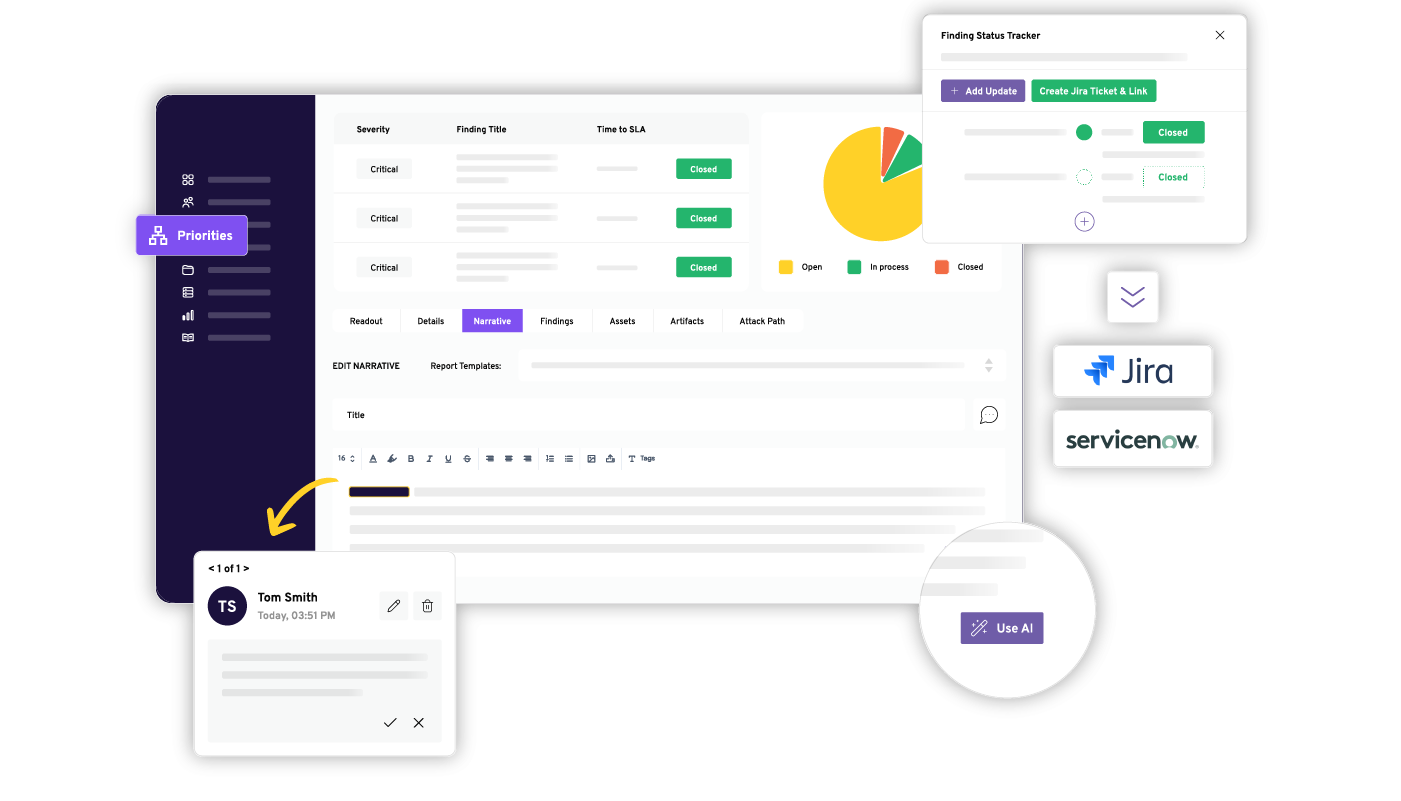 Finding Status Tracker
+ Add Update
Create Jira Ticket & Link
Closed
Closed
Severity Finding Title Time to SLA
Critical Closed
Critical Closed
Critical Closed
Open In process Closed
Priorities
Readout Details Narrative Findings Assets Artifacts Attack Path
EDIT NARRATIVE Report Templates:
Title
16 A B I U S T Tags
Jira
servicenow
Use AI
< 1 of 1 >
TS Tom Smith
Today, 03:51 PM